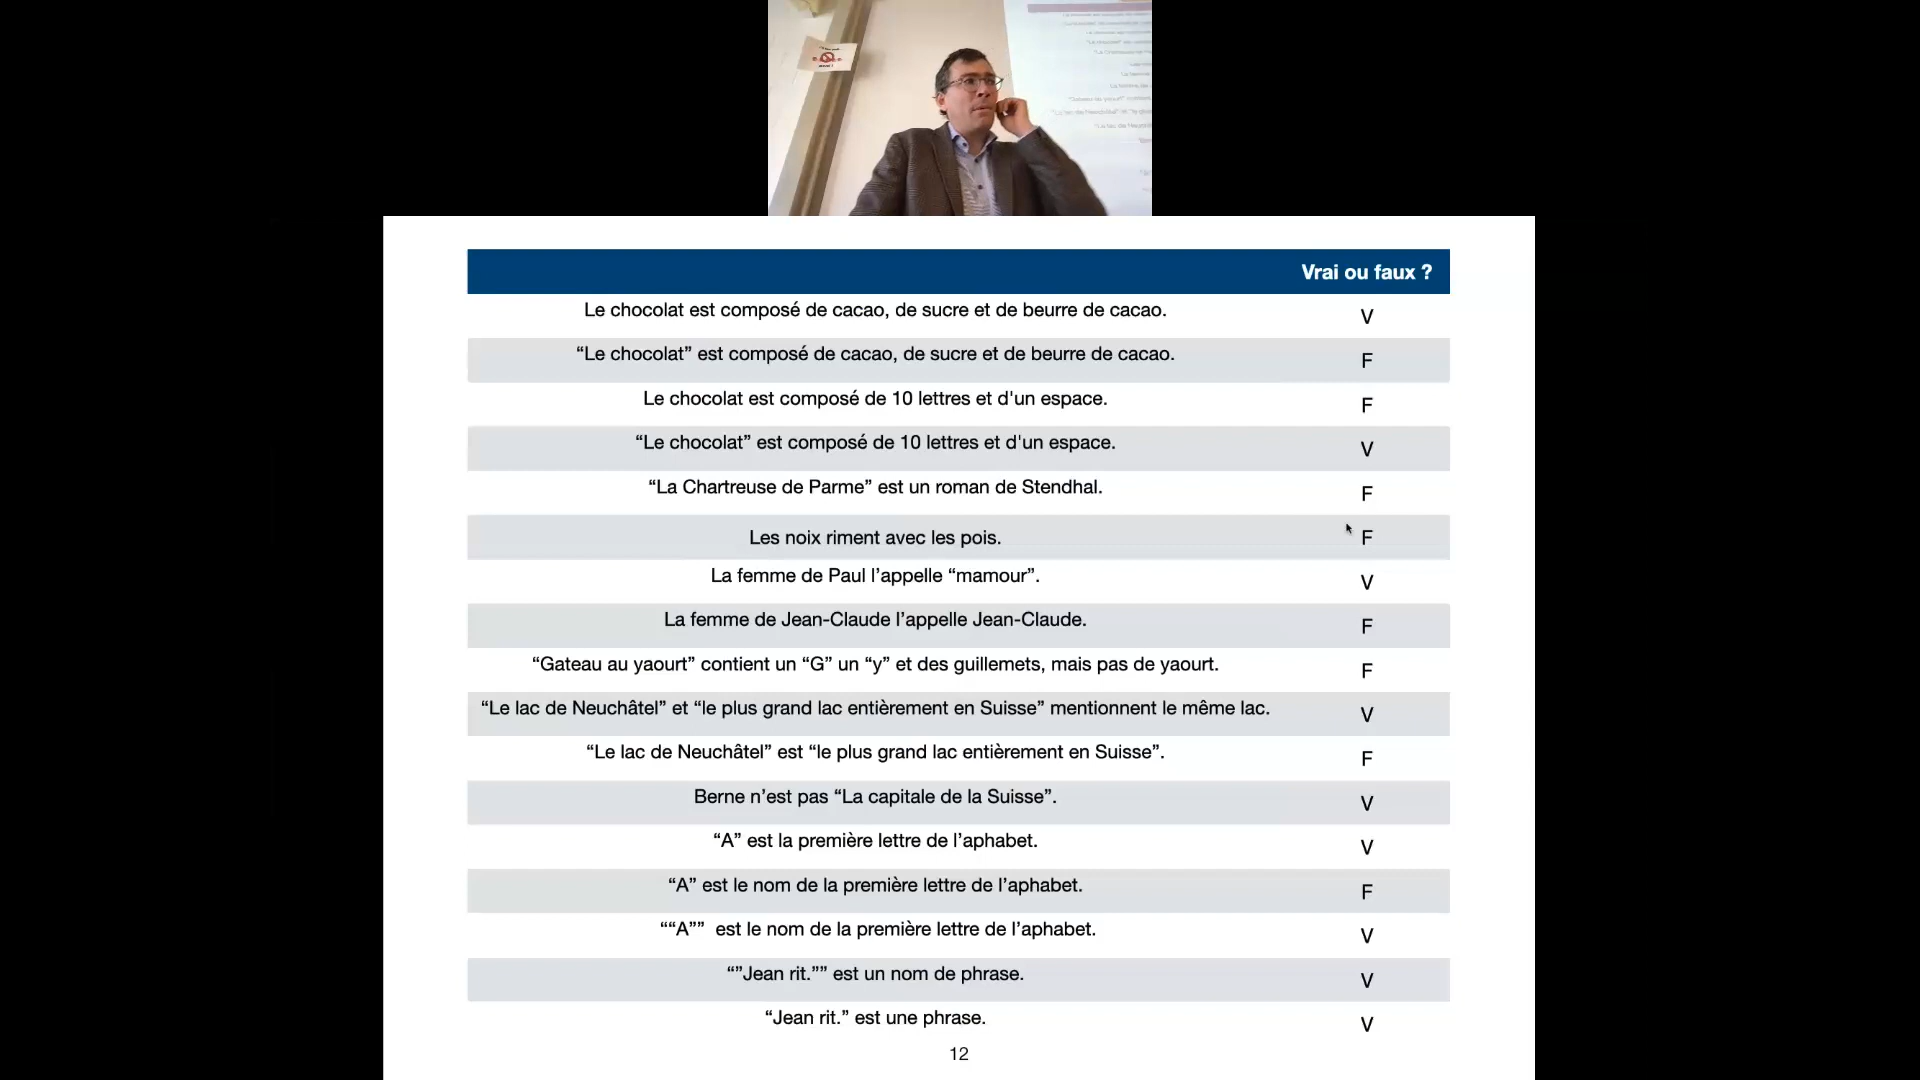 Vrai ou faux ?
Le chocolat est composé de cacao, de sucre et de beurre de cacao. V
“Le chocolat” est composé de cacao, de sucre et de beurre de cacao. F
Le chocolat est composé de 10 lettres et d'un espace. F
“Le chocolat” est composé de 10 lettres et d'un espace. V
“La Chartreuse de Parme” est un roman de Stendhal. F
Les noix riment avec les pois. F
La femme de Paul l’appelle “mamour”. V
La femme de Jean-Claude l’appelle Jean-Claude. F
“Gateau au yaourt” contient un “G” un “y” et des guillemets, mais pas de yaourt. F
“Le lac de Neuchâtel” et “le plus grand lac entièrement en Suisse” mentionnent le même lac. V
“Le lac de Neuchâtel” est “le plus grand lac entièrement en Suisse”. F
Berne n’est pas “La capitale de la Suisse”. V
“A” est la première lettre de l’aphabet. V
“A” est le nom de la première lettre de l’aphabet. F
““A”” est le nom de la première lettre de l’aphabet. V
“”Jean rit.”” est un nom de phrase. V
“Jean rit.” est une phrase. V
12